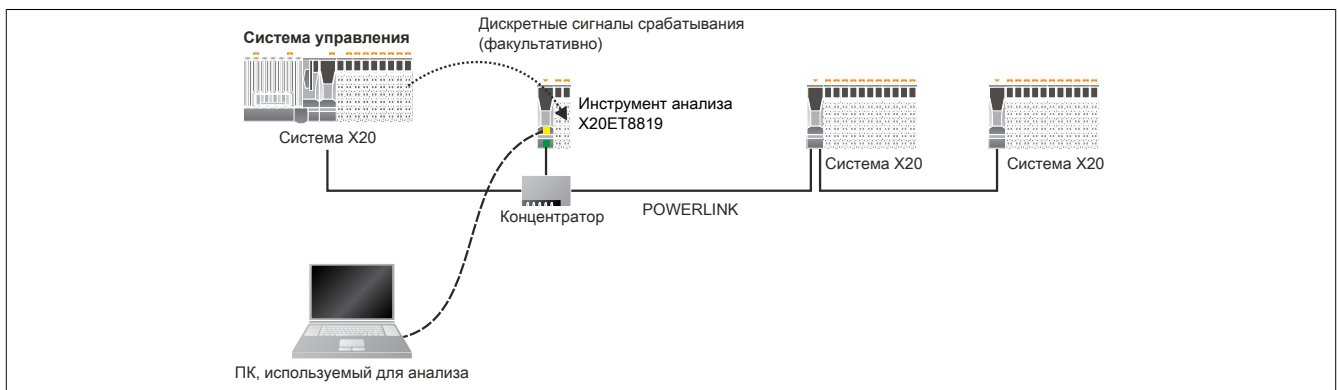 Дискретные сигналы срабатывания
(факультативно)
Система управления
Инструмент анализа
X20ET8819
Система X20
Система X20
Система X20
Концентратор
POWERLINK
ПК, используемый для анализа